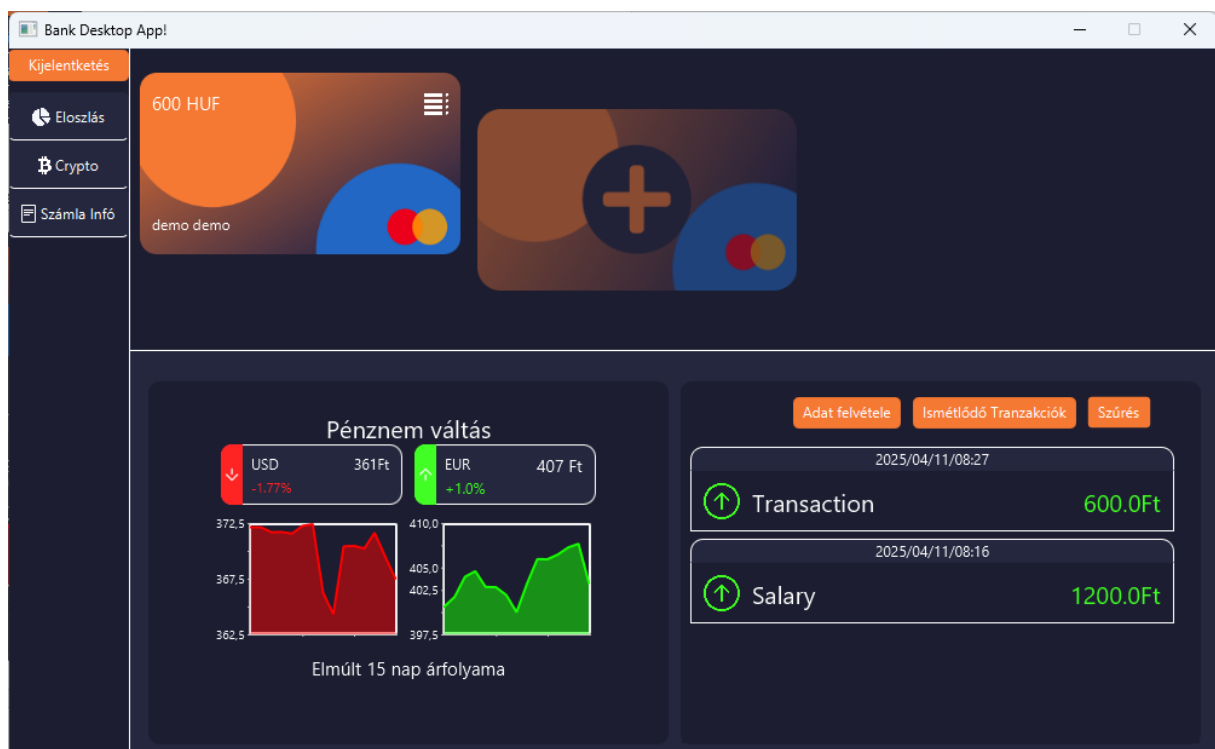 Bank Desktop App!
Kijelentketés
Eloszlás
Crypto
Számla Infó
600 HUF
demo demo
Pénznem váltás
USD 361Ft
-1.77%
EUR 407 Ft
+1.0%
372,5
367,5
362,5
410,0
405,0
402,5
397,5
Elmúlt 15 nap árfolyama
Adat felvétele Ismétlődő Tranzakciók Szűrés
2025/04/11/08:27
Transaction 600.0Ft
2025/04/11/08:16
Salary 1200.0Ft